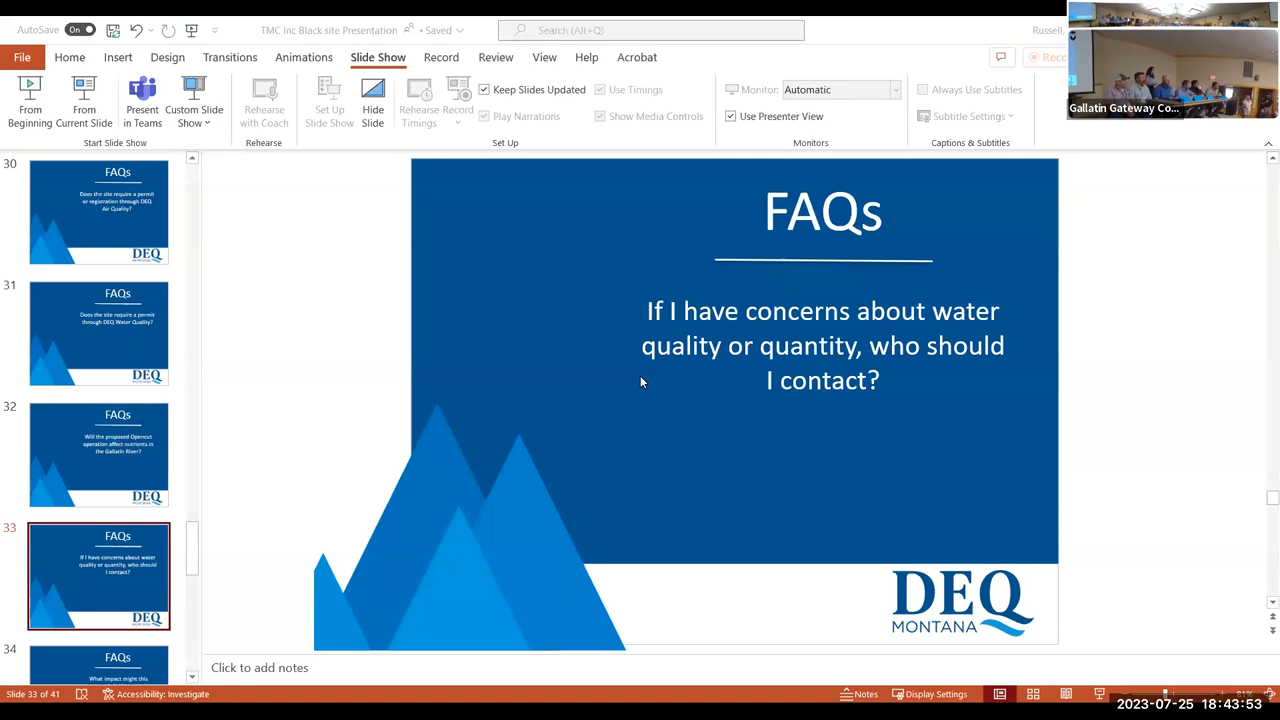 AutoSave On
TMC Inc Black site Presentation
Saved
Search (Alt+Q)
Russell,
File Home Insert Design Transitions Animations Slide Show Record Review View Help Acrobat
From Beginning
From Current Slide
Present in Teams
Custom Slide Show
Start Slide Show
Rehearse with Coach
Rehearse
Set Up Slide Show
Hide Slide
Rehearse Timings
Record
Keep Slides Updated
Play Narrations
Use Timings
Show Media Controls
Set Up
Monitor: Automatic
Use Presenter View
Monitors
Always Use Subtitles
Subtitle Settings
Captions & Subtitles
Gallatin Gateway Co...
30
FAQs
Does the site require a permit
or registration through DEQ
Air Quality?
DEQ
31
FAQs
Does the site require a permit
through DEQ Water Quality?
DEQ
32
FAQs
Will the proposed Opencut
operation affect nutrients in
the Gallatin River?
DEQ
33
FAQs
If I have concerns about water
quality or quantity, who should
I contact?
DEQ
34
FAQs
What impact might this
FAQs
If I have concerns about water
quality or quantity, who should
I contact?
DEQ
MONTANA
Click to add notes
Slide 33 of 41
Accessibility: Investigate
Notes
Display Settings
81%
2023-07-25 18:43:53